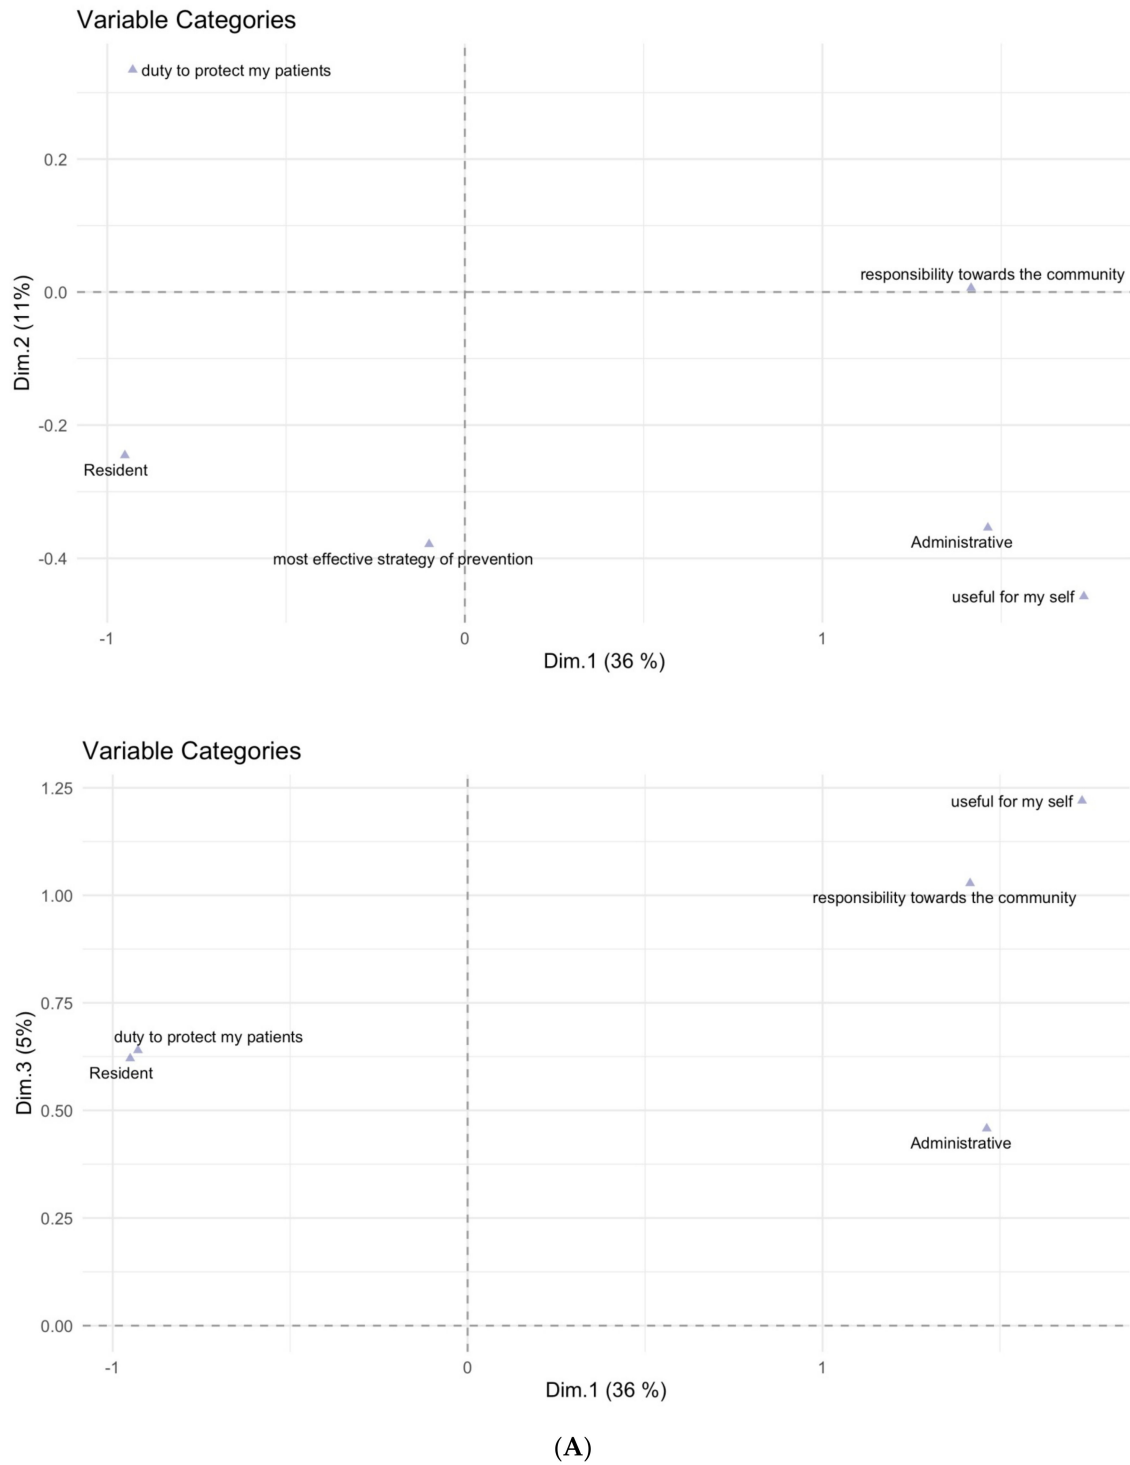 Variable Categories
duty to protect my patients
0.2
responsibility towards the community
0.0
Dim.2 (11%)
-0.2
Resident
Administrative
-0.4
most effective strategy of prevention
useful for my self
-1
0
1
Dim.1 (36 %)
Variable Categories
1.25
useful for my self
1.00
responsibility towards the community
0.75
duty to protect my patients
Resident
Dim.3 (5%)
0.50
Administrative
0.25
0.00
-1
0
1
Dim.1 (36 %)
(A)